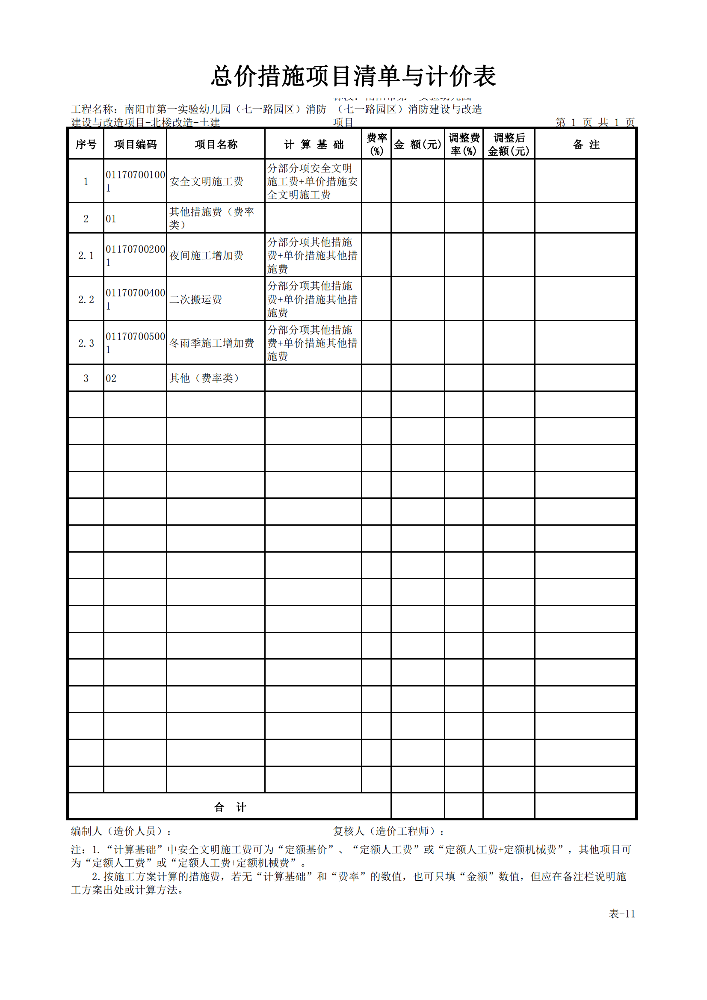 总价措施项目清单与计价表
工程名称：南阳市第一实验幼儿园（七一路园区）消防
建设与改造项目-北楼改造-土建
（七一路园区）消防建设与改造
项目
第 1 页 共 1 页
序号 项目编码 项目名称 计 算 基 础 费率(%) 金 额(元) 调整费率(%) 调整后金额(元) 备 注
1 011707001001 安全文明施工费 分部分项安全文明施工费+单价措施安全文明施工费
2 01 其他措施费（费率类）
2.1 011707002001 夜间施工增加费 分部分项其他措施费+单价措施其他措施费
2.2 011707004001 二次搬运费 分部分项其他措施费+单价措施其他措施费
2.3 011707005001 冬雨季施工增加费 分部分项其他措施费+单价措施其他措施费
3 02 其他（费率类）
合 计
编制人（造价人员）： 复核人（造价工程师）：
注：1.“计算基础”中安全文明施工费可为“定额基价”、“定额人工费”或“定额人工费+定额机械费”，其他项目可
为“定额人工费”或“定额人工费+定额机械费”。
2.按施工方案计算的措施费，若无“计算基础”和“费率”的数值，也可只填“金额”数值，但应在备注栏说明施
工方案出处或计算方法。
表-11